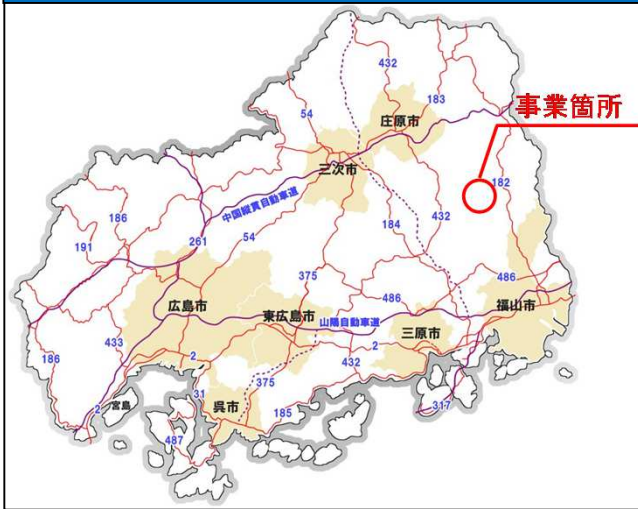 432
54
183
事業箇所
庄原市
三次市
182
中国縦貫自動車道
186
184
432
191
261
54
375
486
広島市
486
福山市
東広島市
山陽自動車道
三原市
186
433
2
2
432
31
375
宮島
2
呉市
185
317
487